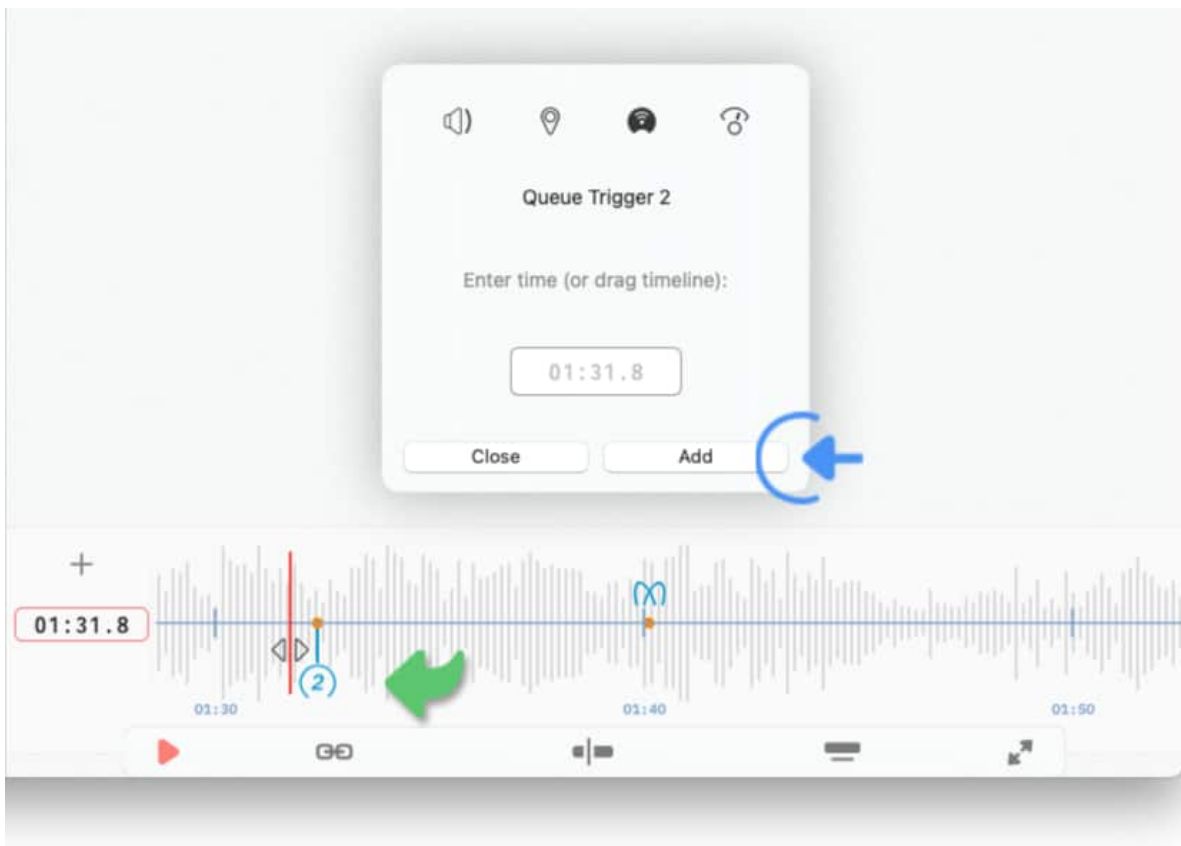 Queue Trigger 2
Enter time (or drag timeline):
01:31.8
Close Add
+
(X)
01:31.8
(2)
01:30 01:40 01:50